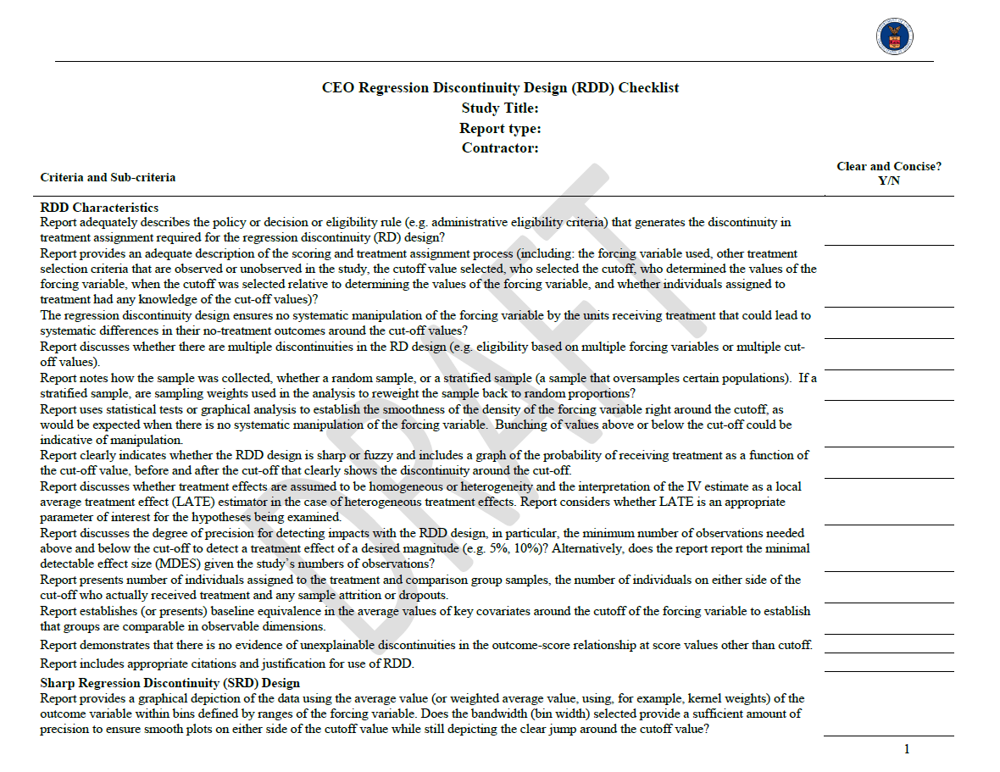 CEO Regression Discontinuity Design (RDD) Checklist
Study Title:
Report type:
Contractor:
Criteria and Sub-criteria
Clear and Concise?
Y/N
RDD Characteristics
Report adequately describes the policy or decision or eligibility rule (e.g. administrative eligibility criteria) that generates the discontinuity in
treatment assignment required for the regression discontinuity (RD) design?
Report provides an adequate description of the scoring and treatment assignment process (including: the forcing variable used, other treatment
selection criteria that are observed or unobserved in the study, the cutoff value selected, who selected the cutoff, who determined the values of the
forcing variable, when the cutoff was selected relative to determining the values of the forcing variable, and whether individuals assigned to
treatment had any knowledge of the cut-off values)?
The regression discontinuity design ensures no systematic manipulation of the forcing variable by the units receiving treatment that could lead to
systematic differences in their no-treatment outcomes around the cut-off values?
Report discusses whether there are multiple discontinuities in the RD design (e.g. eligibility based on multiple forcing variables or multiple cut-
off values).
Report notes how the sample was collected, whether a random sample, or a stratified sample (a sample that oversamples certain populations).  If a
stratified sample, are sampling weights used in the analysis to reweight the sample back to random proportions?
Report uses statistical tests or graphical analysis to establish the smoothness of the density of the forcing variable right around the cutoff, as
would be expected when there is no systematic manipulation of the forcing variable.  Bunching of values above or below the cut-off could be
indicative of manipulation.
Report clearly indicates whether the RDD design is sharp or fuzzy and includes a graph of the probability of receiving treatment as a function of
the cut-off value, before and after the cut-off that clearly shows the discontinuity around the cut-off.
Report discusses whether treatment effects are assumed to be homogeneous or heterogeneity and the interpretation of the IV estimate as a local
average treatment effect (LATE) estimator in the case of heterogeneous treatment effects. Report considers whether LATE is an appropriate
parameter of interest for the hypotheses being examined.
Report discusses the degree of precision for detecting impacts with the RDD design, in particular, the minimum number of observations needed
above and below the cut-off to detect a treatment effect of a desired magnitude (e.g. 5%, 10%)? Alternatively, does the report report the minimal
detectable effect size (MDES) given the study's numbers of observations?
Report presents number of individuals assigned to the treatment and comparison group samples, the number of individuals on either side of the
cut-off who actually received treatment and any sample attrition or dropouts.
Report establishes (or presents) baseline equivalence in the average values of key covariates around the cutoff of the forcing variable to establish
that groups are comparable in observable dimensions.
Report demonstrates that there is no evidence of unexplainable discontinuities in the outcome-score relationship at score values other than cutoff.
Report includes appropriate citations and justification for use of RDD.
Sharp Regression Discontinuity (SRD) Design
Report provides a graphical depiction of the data using the average value (or weighted average value, using, for example, kernel weights) of the
outcome variable within bins defined by ranges of the forcing variable. Does the bandwidth (bin width) selected provide a sufficient amount of
precision to ensure smooth plots on either side of the cutoff value while still depicting the clear jump around the cutoff value?
DRAFT
1